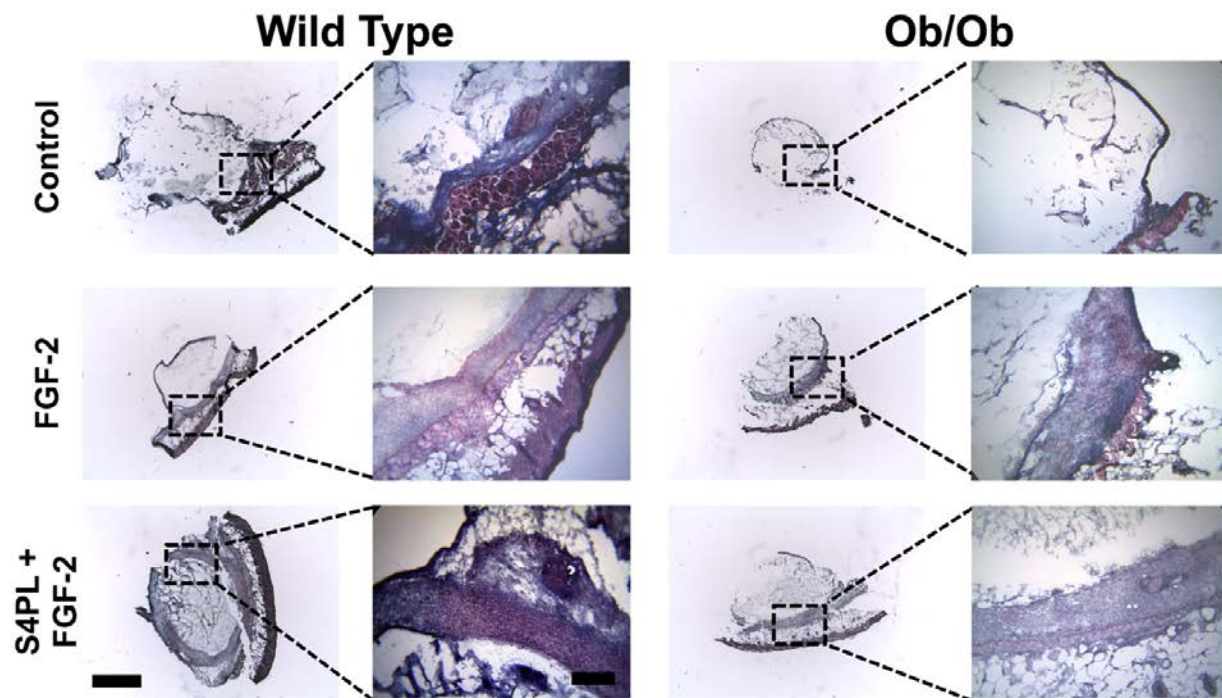 Wild Type
Ob/Ob
Control
FGF-2
S4PL +
FGF-2